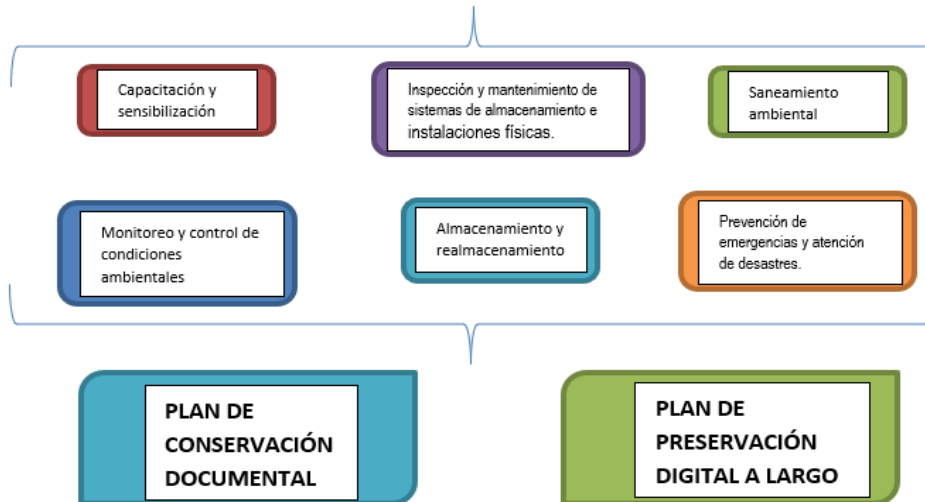 Capacitación y
sensibilización
Inspección y mantenimiento de
sistemas de almacenamiento e
instalaciones físicas.
Saneamiento
ambiental
Monitoreo y control de
condiciones
ambientales
Almacenamiento y
realmacenamiento
Prevención de
emergencias y atención
de desastres.
PLAN DE
CONSERVACIÓN
DOCUMENTAL
PLAN DE
PRESERVACIÓN
DIGITAL A LARGO